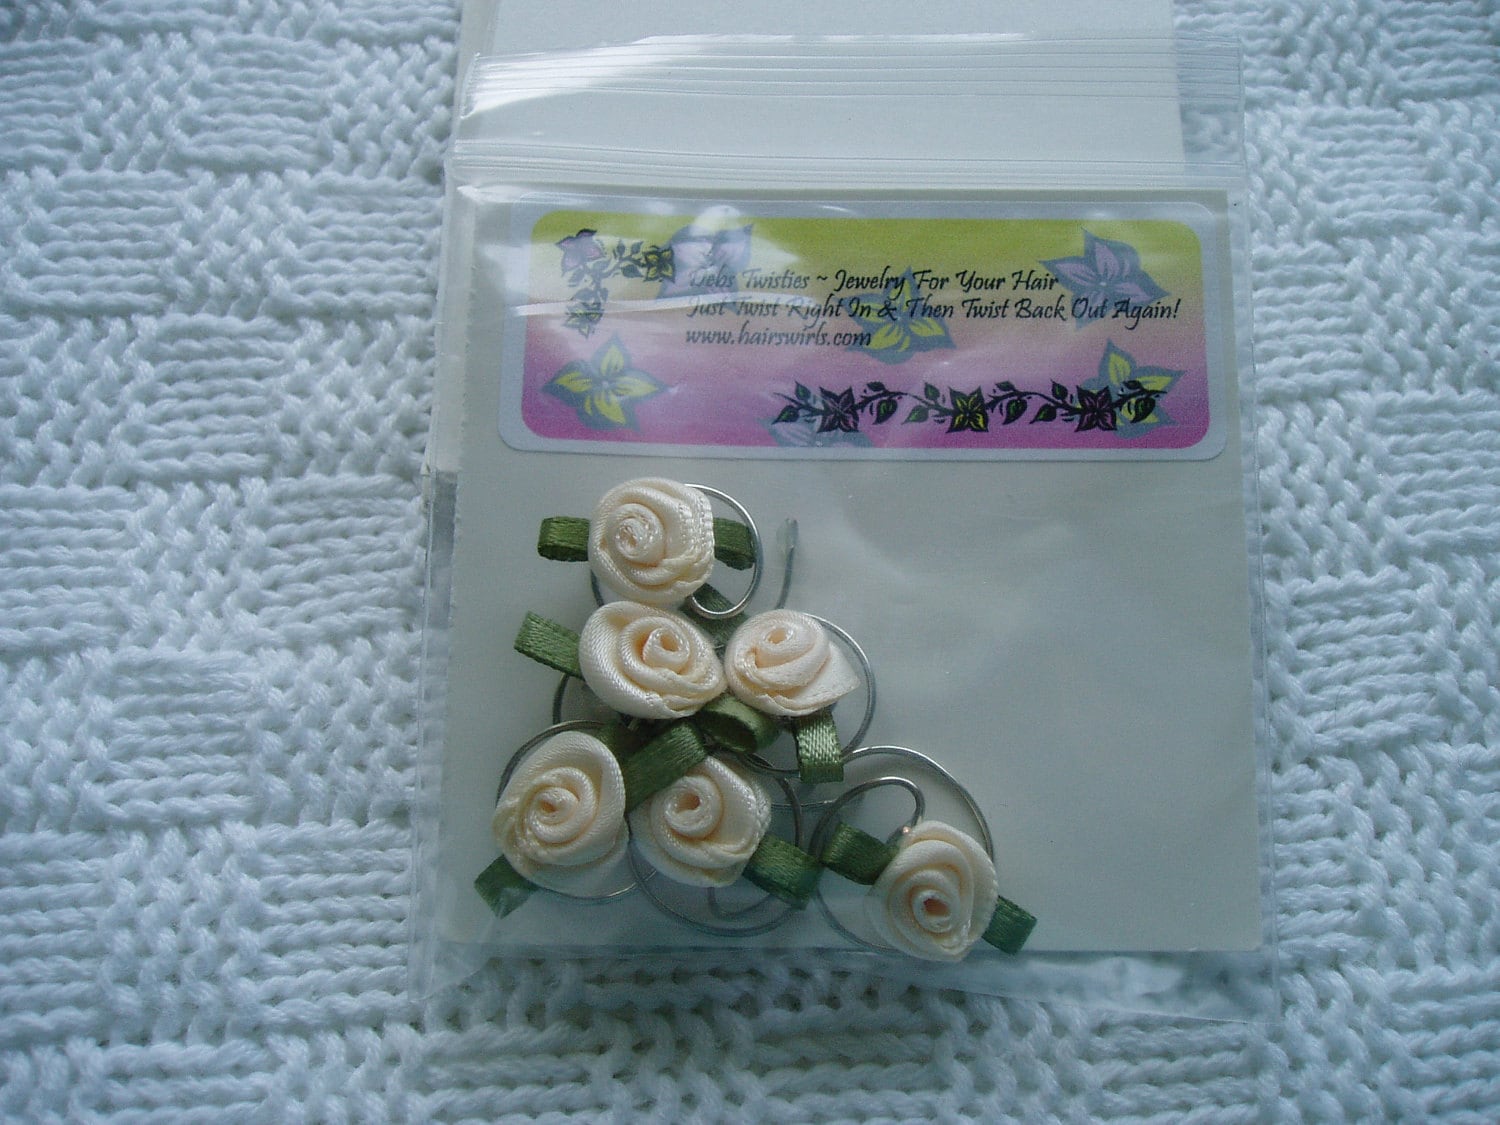 Debs Twisties ~ Jewelry For Your Hair
Just Twist Right In & Then Twist Back Out Again!
www.hairswirls.com